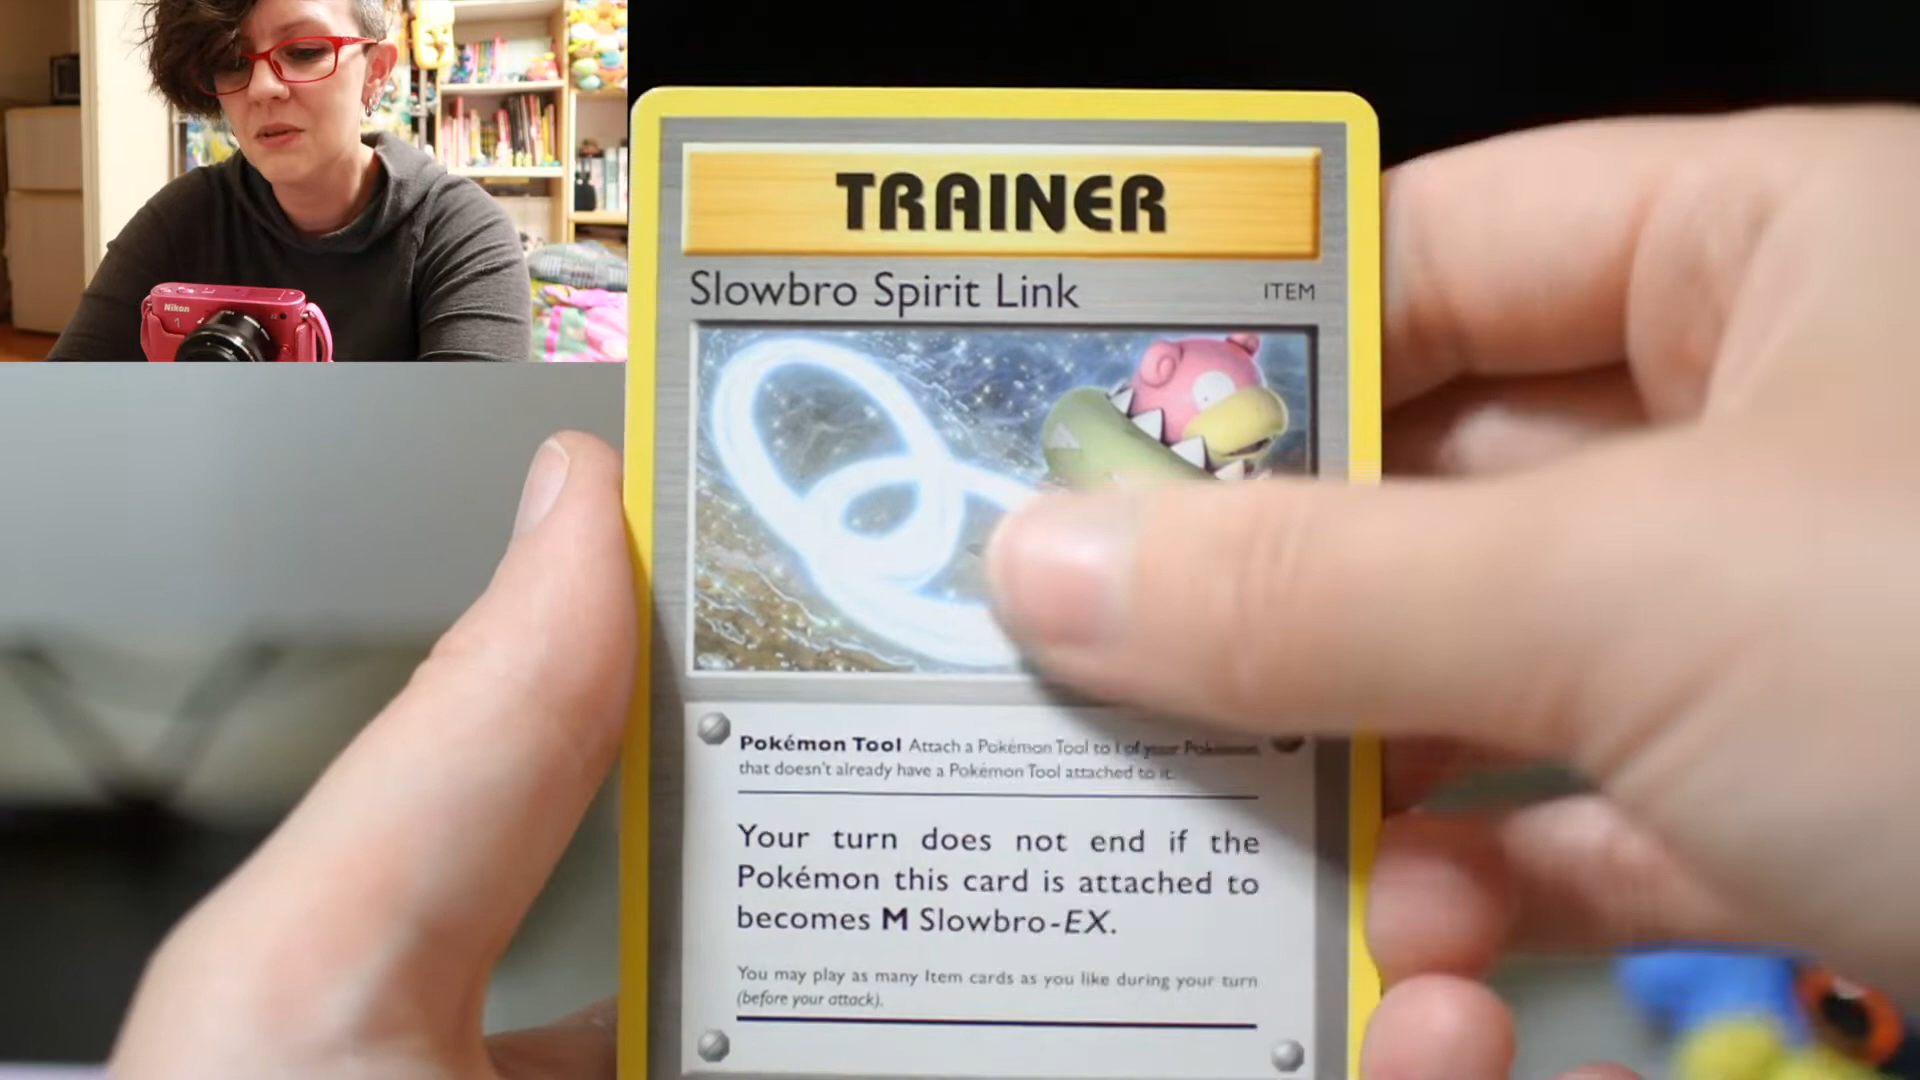 Nikon
1
TRAINER
Slowbro Spirit Link
ITEM
Pokémon Tool Attach a Pokémon Tool to 1 of your Pokémon
that doesn't already have a Pokémon Tool attached to it.
Your turn does not end if the
Pokémon this card is attached to
becomes M Slowbro-EX.
You may play as many Item cards as you like during your turn
(before your attack).